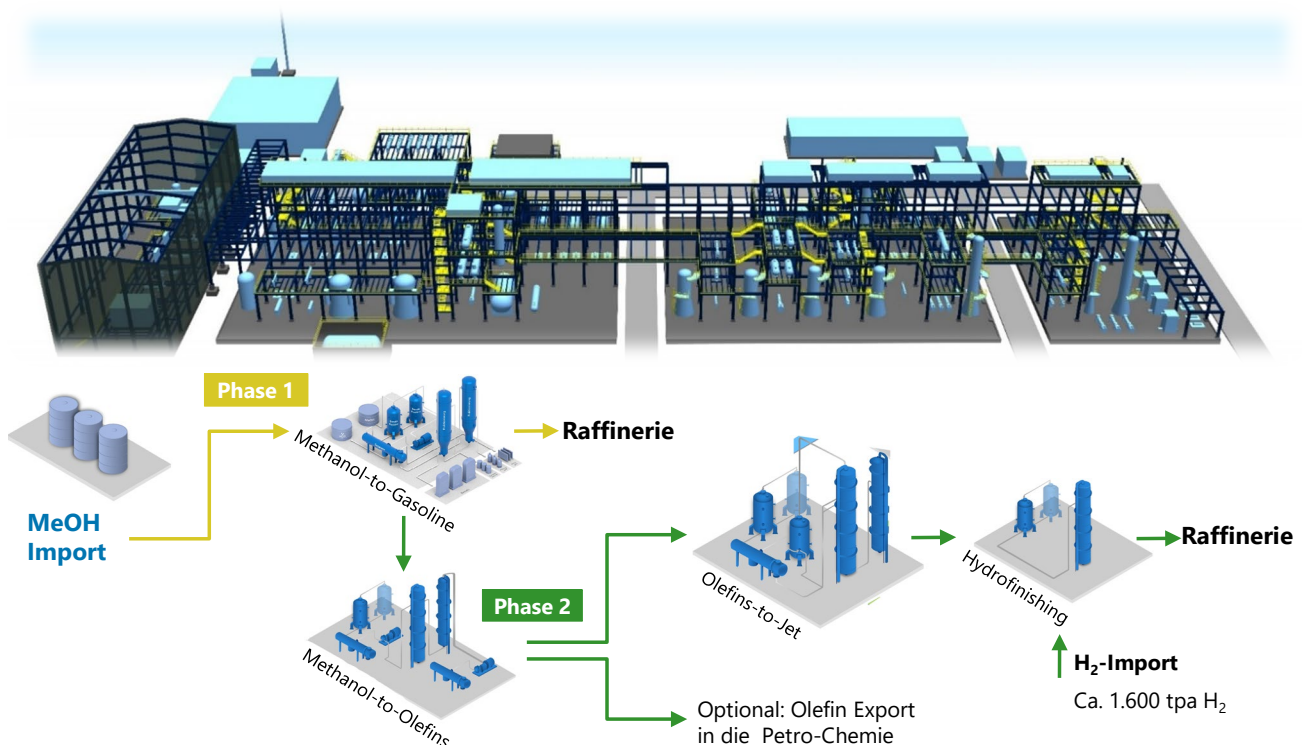 Phase 1
Methanol-to-Gasoline
Raffinerie
MeOH
Import
Phase 2
Methanol-to-Olefins
Olefins-to-Jet
Hydrofinishing
Raffinerie
H₂-Import
Ca. 1.600 tpa H₂
Optional: Olefin Export
in die Petro-Chemie